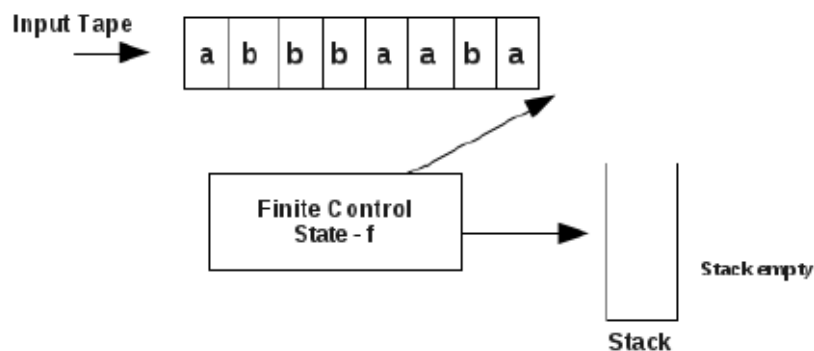 Input Tape
a b b b a a b a
Finite Control
State - f
Stack empty
Stack